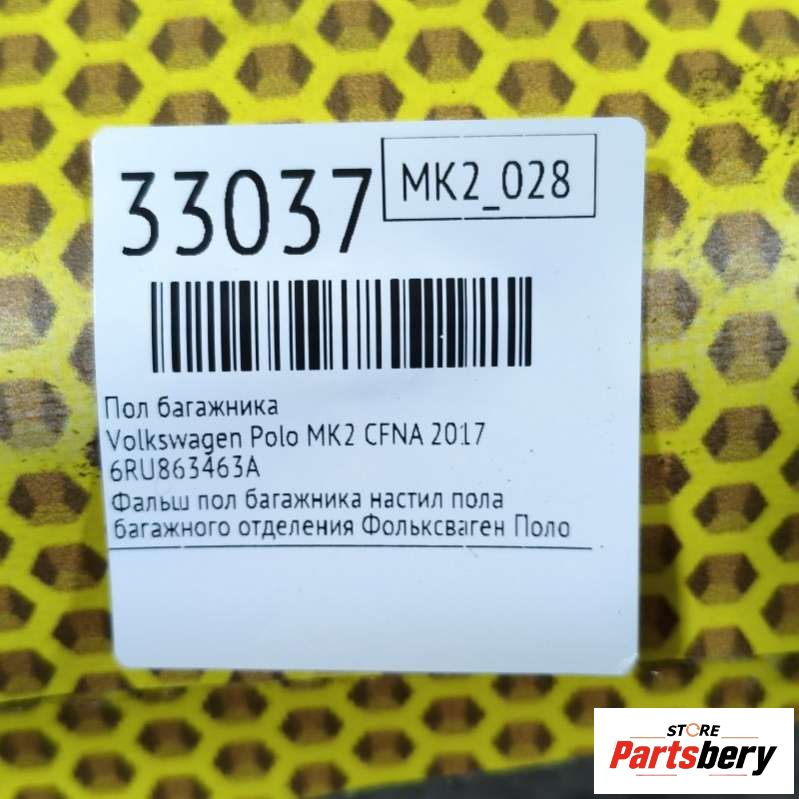 33037
MK2_028
Пол багажника
Volkswagen Polo MK2 CFNA 2017
6RU863463A
Фальш пол багажника настил пола
багажного отделения Фольксваген Поло
STORE
Partsbery